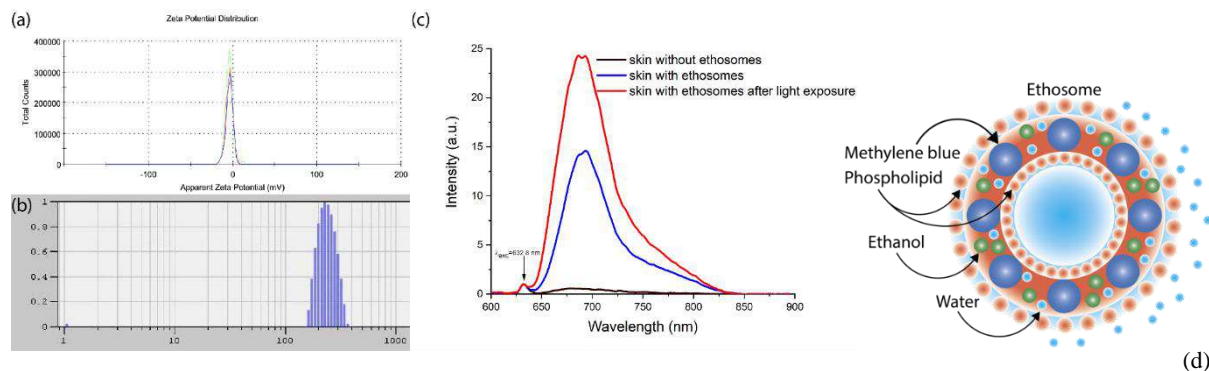 (a)
Zeta Potential Distribution
400000
300000
200000
100000
0
Total Counts
-100
0
100
200
Apparent Zeta Potential (mV)
(b)
1
0.8
0.6
0.4
0.2
0
1
10
100
1000
(c)
25
20
15
10
5
0
Intensity (a.u.)
skin without ethosomes
skin with ethosomes
skin with ethosomes after light exposure
λexc=632.8 nm
600
650
700
750
800
850
900
Wavelength (nm)
Ethosome
Methylene blue
Phospholipid
Ethanol
Water
(d)